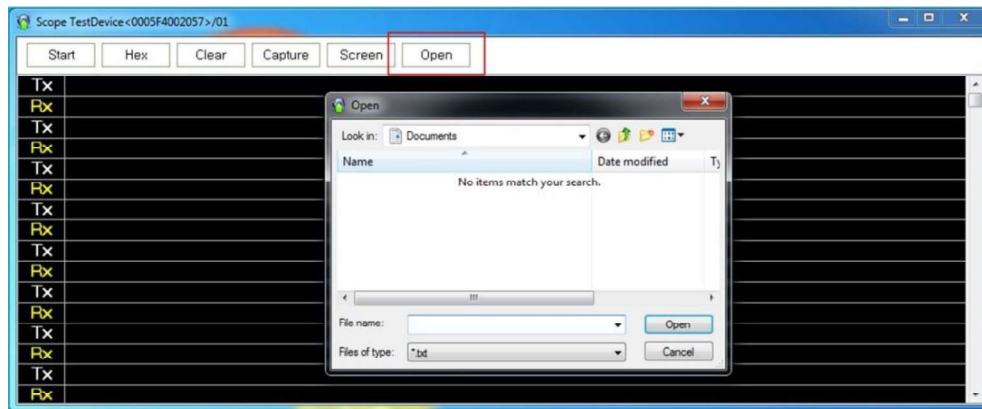 Scope TestDevice<0005F4002057>/01
Start Hex Clear Capture Screen Open
Tx
Rx
Tx
Rx
Tx
Rx
Tx
Rx
Tx
Rx
Tx
Rx
Tx
Rx
Tx
Rx
Open
Look in: Documents
Name Date modified Ty
No items match your search.
File name: Open
Files of type: *.txt Cancel